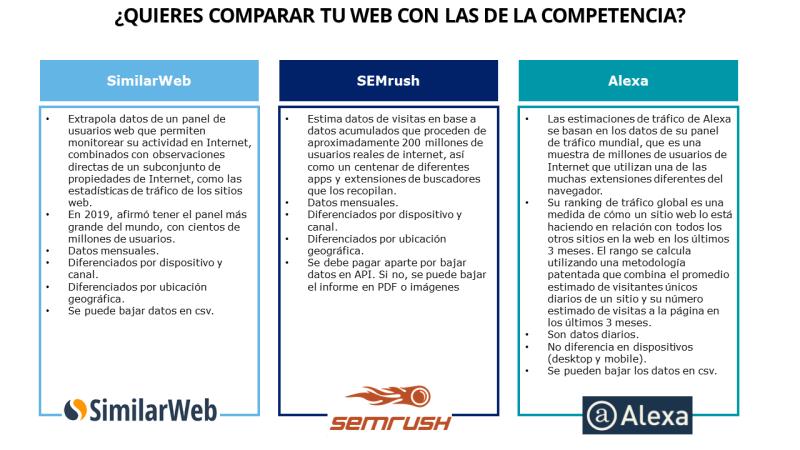 ¿QUIERES COMPARAR TU WEB CON LAS DE LA COMPETENCIA?
SimilarWeb
• Extrapola datos de un panel de
usuarios web que permiten
monitorear su actividad en Internet,
combinados con observaciones
directas de un subconjunto de
propiedades de Internet, como las
estadísticas de tráfico de los sitios
web.
• En 2019, afirmó tener el panel más
grande del mundo, con cientos de
millones de usuarios.
• Datos mensuales.
• Diferenciados por dispositivo y
canal.
• Diferenciados por ubicación
geográfica.
• Se puede bajar datos en csv.
SimilarWeb
SEMrush
• Estima datos de visitas en base a
datos acumulados que proceden de
aproximadamente 200 millones de
usuarios reales de internet, así
como un centenar de diferentes
apps y extensiones de buscadores
que los recopilan.
• Datos mensuales.
• Diferenciados por dispositivo y
canal.
• Diferenciados por ubicación
geográfica.
• Se debe pagar aparte por bajar
datos en API. Si no, se puede bajar
el informe en PDF o imágenes
semrush
Alexa
• Las estimaciones de tráfico de Alexa
se basan en los datos de su panel
de tráfico mundial, que es una
muestra de millones de usuarios de
Internet que utilizan una de las
muchas extensiones diferentes del
navegador.
• Su ranking de tráfico global es una
medida de cómo un sitio web lo está
haciendo en relación con todos los
otros sitios en la web en los últimos
3 meses. El rango se calcula
utilizando una metodología
patentada que combina el promedio
estimado de visitantes únicos
diarios de un sitio y su número
estimado de visitas a la página en
los últimos 3 meses.
• Son datos diarios.
• No diferencia en dispositivos
(desktop y mobile).
• Se pueden bajar los datos en csv.
a Alexa